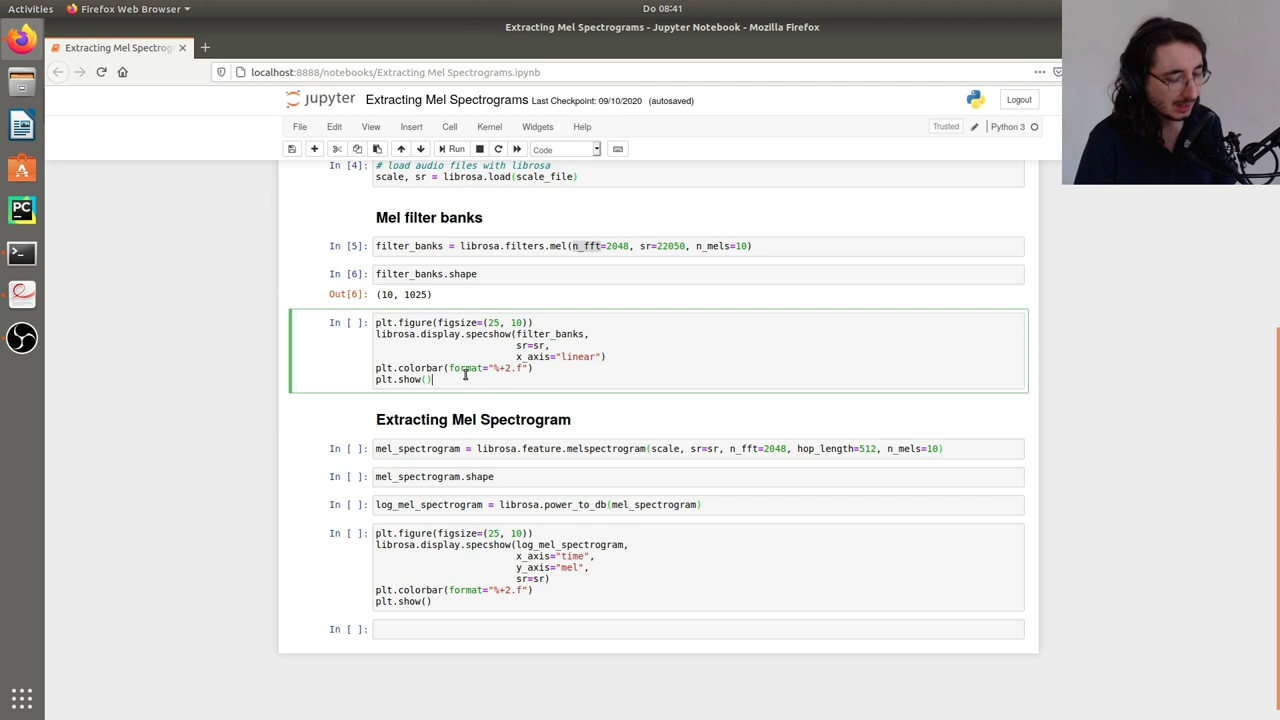 Activities
Firefox Web Browser
Do 08:41
Extracting Mel Spectrograms - Jupyter Notebook - Mozilla Firefox
Extracting Mel Spectrog
localhost:8888/notebooks/Extracting Mel Spectrograms.ipynb
jupyter Extracting Mel Spectrograms Last Checkpoint: 09/10/2020 (autosaved)
Logout
File Edit View Insert Cell Kernel Widgets Help
Trusted Python 3
Run Code
In [4]: # load audio files with librosa
scale, sr = librosa.load(scale_file)
Mel filter banks
In [5]: filter_banks = librosa.filters.mel(n_fft=2048, sr=22050, n_mels=10)
In [6]: filter_banks.shape
Out[6]: (10, 1025)
In [ ]: plt.figure(figsize=(25, 10))
librosa.display.specshow(filter_banks,
sr=sr,
x_axis="linear")
plt.colorbar(format="%+2.f")
plt.show()
Extracting Mel Spectrogram
In [ ]: mel_spectrogram = librosa.feature.melspectrogram(scale, sr=sr, n_fft=2048, hop_length=512, n_mels=10)
In [ ]: mel_spectrogram.shape
In [ ]: log_mel_spectrogram = librosa.power_to_db(mel_spectrogram)
In [ ]: plt.figure(figsize=(25, 10))
librosa.display.specshow(log_mel_spectrogram,
x_axis="time",
y_axis="mel",
sr=sr)
plt.colorbar(format="%+2.f")
plt.show()
In [ ]:
PC